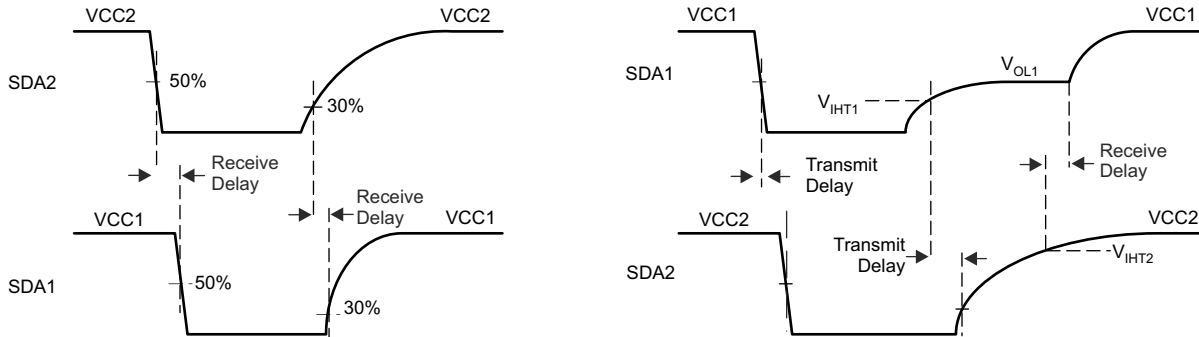 VCC2
VCC2
SDA2
50%
30%
Receive
Delay
Receive
Delay
VCC1
VCC1
SDA1
50%
30%
VCC1
VCC1
SDA1
VOL1
VIHT1
Transmit
Delay
Receive
Delay
VCC2
VCC2
Transmit
Delay
SDA2
VIHT2